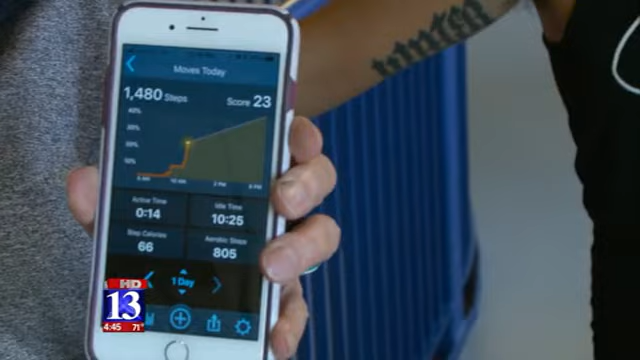 Moves Today
1,480 Steps Score 23
40%
30%
20%
10%
Active Time Idle Time
0:14 10:25
Step Calories Aerobic Steps
66 805
1 Day
HD
13
4:45 71°